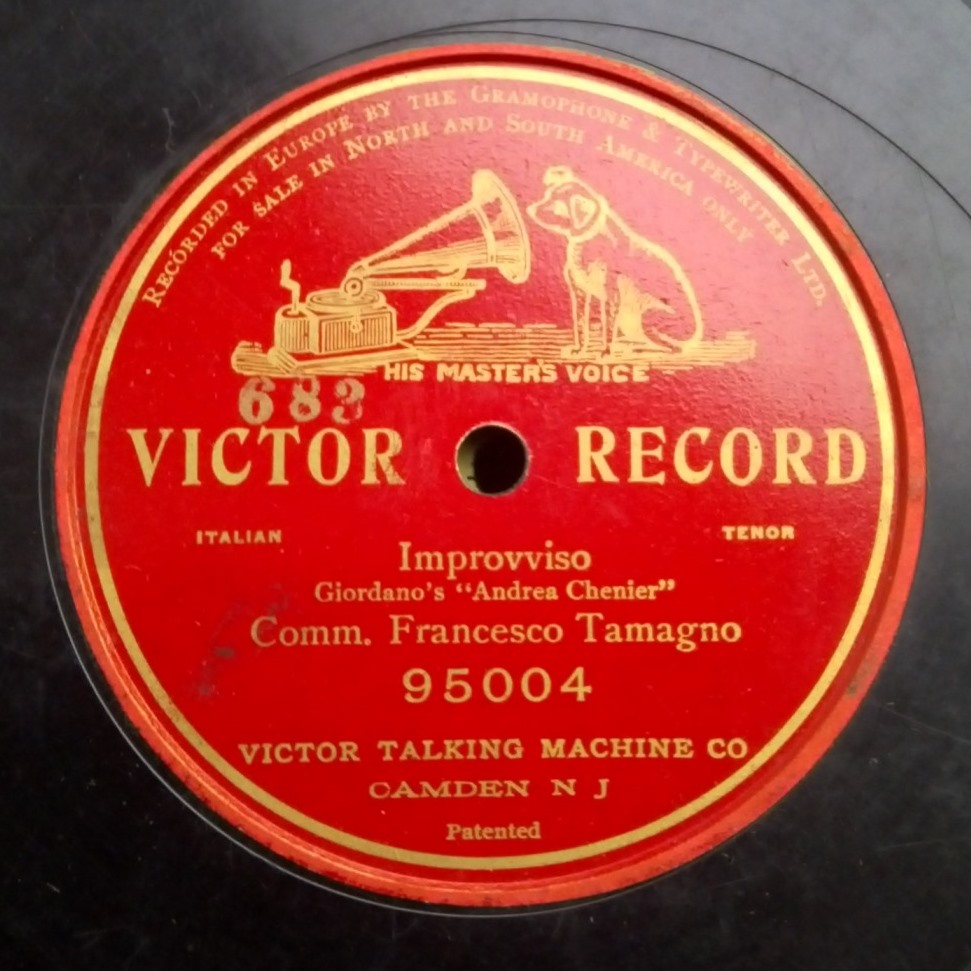 RECORDED IN EUROPE BY THE GRAMOPHONE & TYPEWRITER LTD.
FOR SALE IN NORTH AND SOUTH AMERICA ONLY
HIS MASTER'S VOICE
683
VICTOR RECORD
ITALIAN TENOR
Improvviso
Giordano's "Andrea Chenier"
Comm. Francesco Tamagno
95004
VICTOR TALKING MACHINE CO
CAMDEN N J
Patented